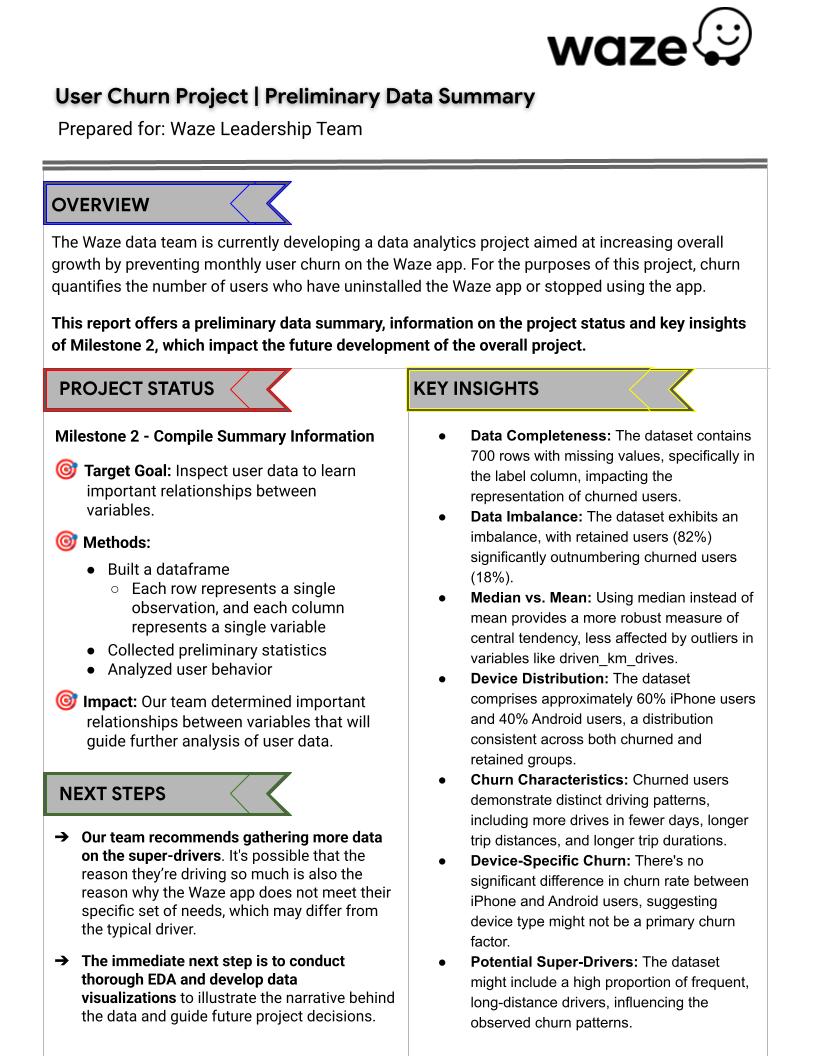 waze
User Churn Project | Preliminary Data Summary
Prepared for: Waze Leadership Team
OVERVIEW
The Waze data team is currently developing a data analytics project aimed at increasing overall
growth by preventing monthly user churn on the Waze app. For the purposes of this project, churn
quantifies the number of users who have uninstalled the Waze app or stopped using the app.
This report offers a preliminary data summary, information on the project status and key insights
of Milestone 2, which impact the future development of the overall project.
PROJECT STATUS
Milestone 2 - Compile Summary Information
🎯 Target Goal: Inspect user data to learn
important relationships between
variables.
🎯 Methods:
● Built a dataframe
○ Each row represents a single
observation, and each column
represents a single variable
● Collected preliminary statistics
● Analyzed user behavior
🎯 Impact: Our team determined important
relationships between variables that will
guide further analysis of user data.
NEXT STEPS
➔ Our team recommends gathering more data
on the super-drivers. It's possible that the
reason they’re driving so much is also the
reason why the Waze app does not meet their
specific set of needs, which may differ from
the typical driver.
➔ The immediate next step is to conduct
thorough EDA and develop data
visualizations to illustrate the narrative behind
the data and guide future project decisions.
KEY INSIGHTS
● Data Completeness: The dataset contains
700 rows with missing values, specifically in
the label column, impacting the
representation of churned users.
● Data Imbalance: The dataset exhibits an
imbalance, with retained users (82%)
significantly outnumbering churned users
(18%).
● Median vs. Mean: Using median instead of
mean provides a more robust measure of
central tendency, less affected by outliers in
variables like driven_km_drives.
● Device Distribution: The dataset
comprises approximately 60% iPhone users
and 40% Android users, a distribution
consistent across both churned and
retained groups.
● Churn Characteristics: Churned users
demonstrate distinct driving patterns,
including more drives in fewer days, longer
trip distances, and longer trip durations.
● Device-Specific Churn: There's no
significant difference in churn rate between
iPhone and Android users, suggesting
device type might not be a primary churn
factor.
● Potential Super-Drivers: The dataset
might include a high proportion of frequent,
long-distance drivers, influencing the
observed churn patterns.